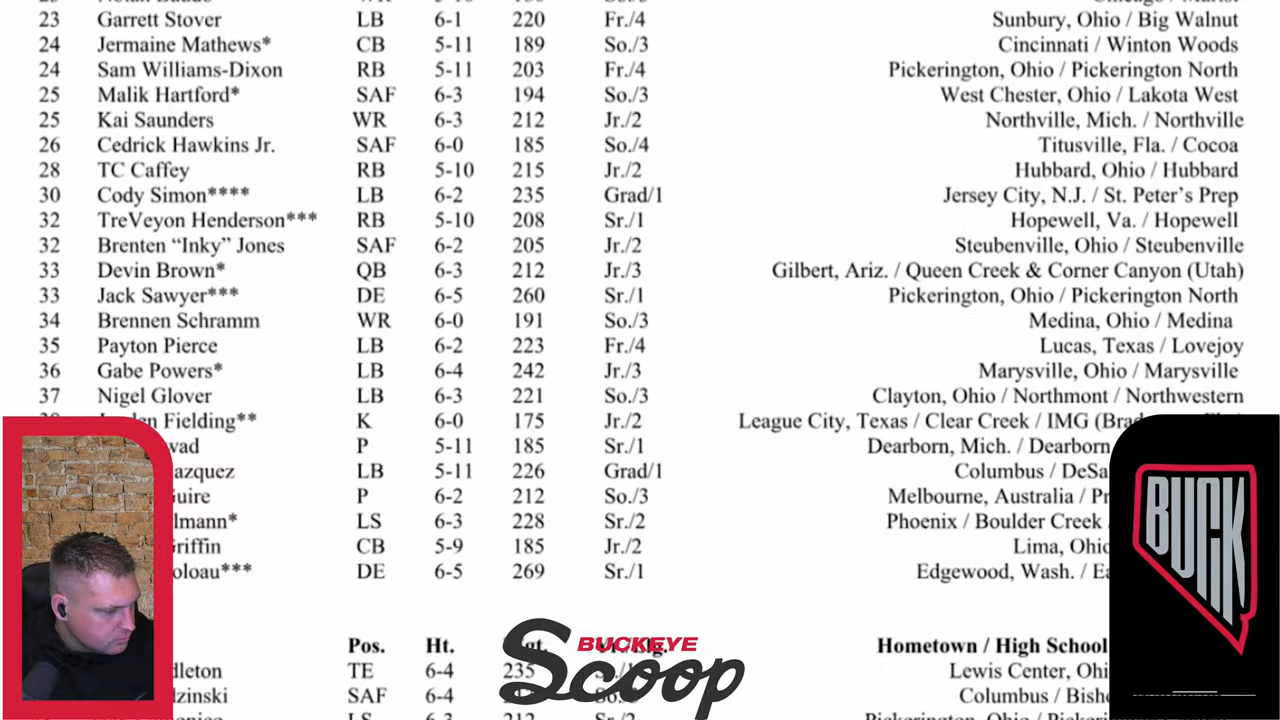 23 Garrett Stover LB 6-1 220 Fr./4 Sunbury, Ohio / Big Walnut
24 Jermaine Mathews* CB 5-11 189 So./3 Cincinnati / Winton Woods
24 Sam Williams-Dixon RB 5-11 203 Fr./4 Pickerington, Ohio / Pickerington North
25 Malik Hartford* SAF 6-3 194 So./3 West Chester, Ohio / Lakota West
25 Kai Saunders WR 6-3 212 Jr./2 Northville, Mich. / Northville
26 Cedrick Hawkins Jr. SAF 6-0 185 So./4 Titusville, Fla. / Cocoa
28 TC Caffey RB 5-10 215 Jr./2 Hubbard, Ohio / Hubbard
30 Cody Simon**** LB 6-2 235 Grad/1 Jersey City, N.J. / St. Peter’s Prep
32 TreVeyon Henderson*** RB 5-10 208 Sr./1 Hopewell, Va. / Hopewell
32 Brenten “Inky” Jones SAF 6-2 205 Jr./2 Steubenville, Ohio / Steubenville
33 Devin Brown* QB 6-3 212 Jr./3 Gilbert, Ariz. / Queen Creek & Corner Canyon (Utah)
33 Jack Sawyer*** DE 6-5 260 Sr./1 Pickerington, Ohio / Pickerington North
34 Brennen Schramm WR 6-0 191 So./3 Medina, Ohio / Medina
35 Payton Pierce LB 6-2 223 Fr./4 Lucas, Texas / Lovejoy
36 Gabe Powers* LB 6-4 242 Jr./3 Marysville, Ohio / Marysville
37 Nigel Glover LB 6-3 221 So./3 Clayton, Ohio / Northmont / Northwestern
Fielding** K 6-0 175 Jr./2 League City, Texas / Clear Creek / IMG
P 5-11 185 Sr./1 Dearborn, Mich. / Dearborn
LB 5-11 226 Grad/1 Columbus /
P 6-2 212 So./3 Melbourne, Australia /
LS 6-3 228 Sr./2 Phoenix / Boulder Creek /
Griffin CB 5-9 185 Jr./2 Lima,
DE 6-5 269 Sr./1 Edgewood, Wash. /
Pos. Ht. Hometown / High School
TE 6-4 235 Lewis Center,
SAF 6-4 Columbus /
BUCKEYE
Scoop
BUCK